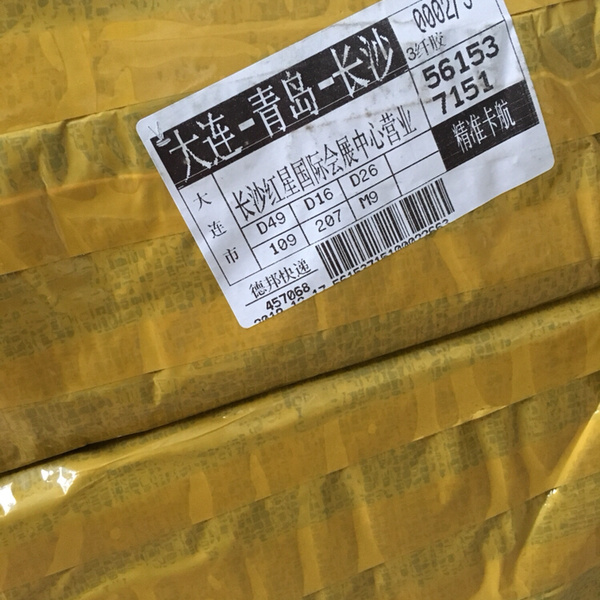 大连-青岛-长沙
3纤胶
56153
7151
大连市
长沙红星国际会展中心营业
精准卡航
D49 D16 D26
109 207 M9
德邦快递
457068